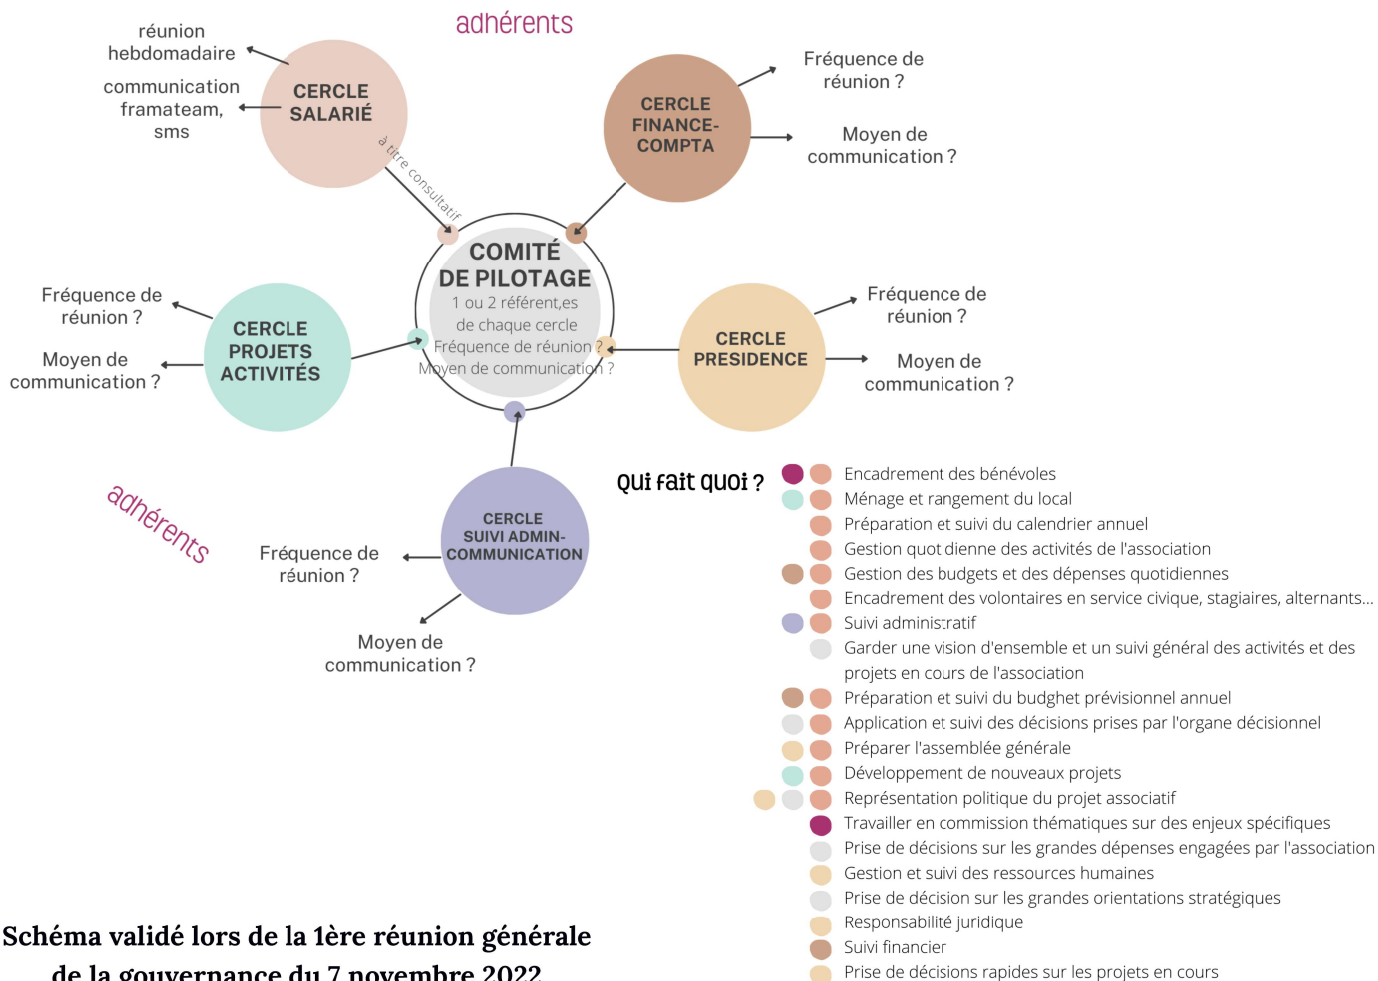 adhérents
réunion
hebdomadaire
communication
framateam,
sms
CERCLE
SALARIÉ
à titre consultatif
CERCLE
FINANCE-
COMPTA
Fréquence de
réunion ?
Moyen de
communication ?
COMITÉ
DE PILOTAGE
1 ou 2 référent,es
de chaque cercle
Fréquence de réunion ?
Moyen de communication ?
Fréquence de
réunion ?
Moyen de
communication ?
CERCLE
PROJETS
ACTIVITÉS
CERCLE
PRESIDENCE
Fréquence de
réunion ?
Moyen de
communication ?
adhérents
CERCLE
SUIVI ADMIN-
COMMUNICATION
Fréquence de
réunion ?
Moyen de
communication ?
Qui fait quoi ?
Encadrement des bénévoles
Ménage et rangement du local
Préparation et suivi du calendrier annuel
Gestion quotdienne des activités de l'association
Gestion des budgets et des dépenses quotidiennes
Encadrement des volontaires en service civique, stagiaires, alternants...
Suivi administratif
Garder une vision d'ensemble et un suivi général des activités et des
projets en cours de l'association
Préparation et suivi du budghet prévisionnel annuel
Application et suivi des décisions prises par l'organe décisionnel
Préparer l'assemblée générale
Développement de nouveaux projets
Représentation politique du projet associatif
Travailler en commission thématiques sur des enjeux spécifiques
Prise de décisions sur les grandes dépenses engagées par l'association
Gestion et suivi des ressources humaines
Prise de décision sur les grandes orientations stratégiques
Responsabilité juridique
Suivi financier
Prise de décisions rapides sur les projets en cours
Schéma validé lors de la 1ère réunion générale
de la gouvernance du 7 novembre 2022